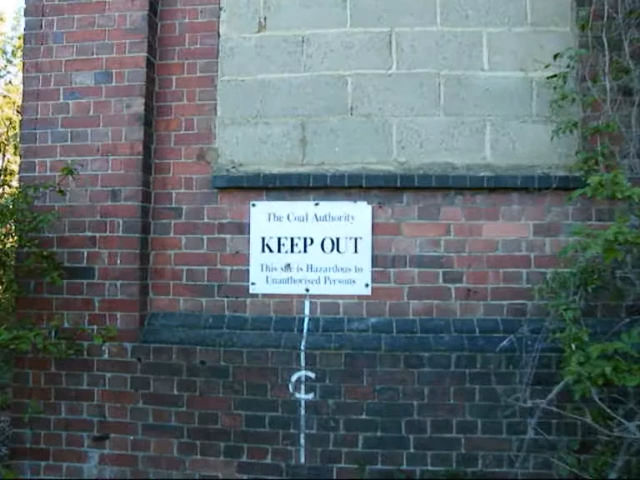 The Coal Authority
KEEP OUT
This site is Hazardous to
Unauthorised Persons
C